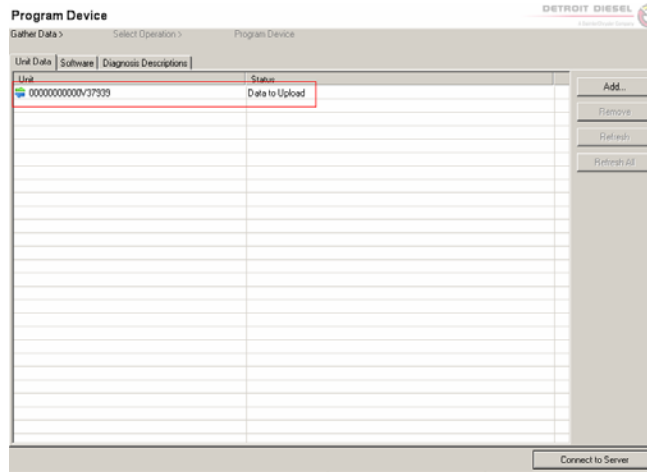 Program Device
DETROIT DIESEL
Gather Data > Select Operation > Program Device
Unit Data Software Diagnosis Descriptions
Unit Status
00000000000V37939 Data to Upload
Add...
Remove
Refresh
Refresh All
Connect to Server